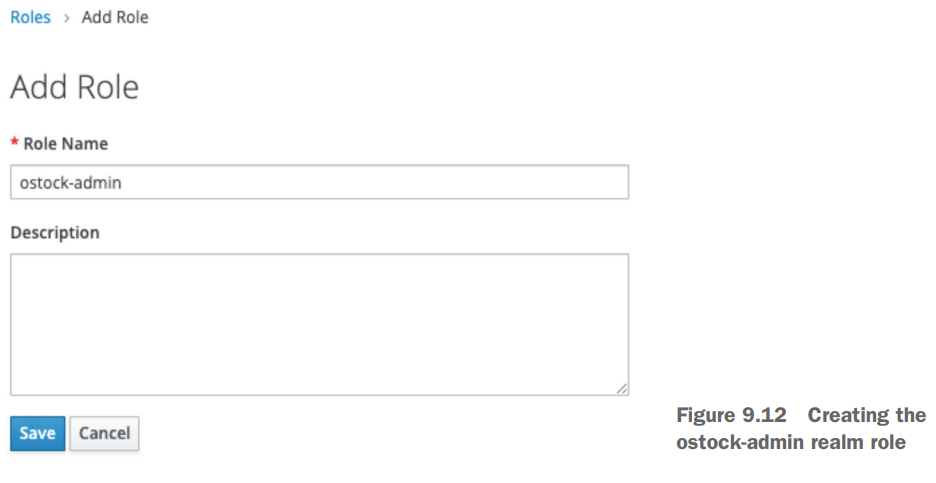 Roles > Add Role
Add Role
* Role Name
ostock-admin
Description
Save Cancel
Figure 9.12 Creating the
ostock-admin realm role